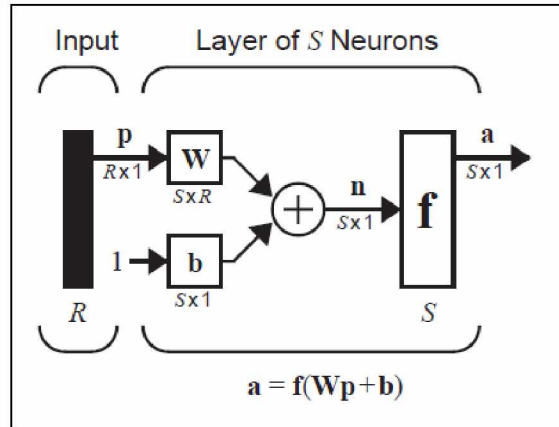 Input Layer of S Neurons
p W n a
Rx1 SxR Sx1 Sx1
+ f
1 b
Sx1
R S
a = f(Wp+b)